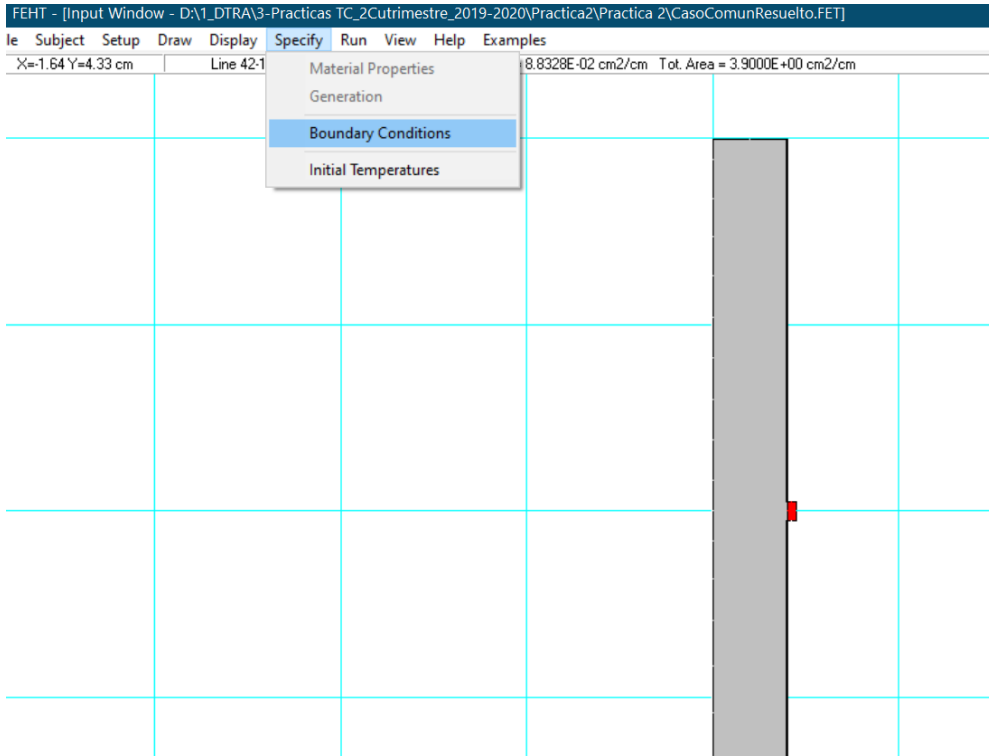 FEHT - [Input Window - D:\1_DTRA\3-Practicas TC_2Cutrimestre_2019-2020\Practica2\Practica 2\CasoComunResuelto.FET]
le Subject Setup Draw Display Specify Run View Help Examples
X=-1.64 Y=4.33 cm Line 42-1 8.8328E-02 cm2/cm Tot. Area = 3.9000E+00 cm2/cm
Material Properties
Generation
Boundary Conditions
Initial Temperatures